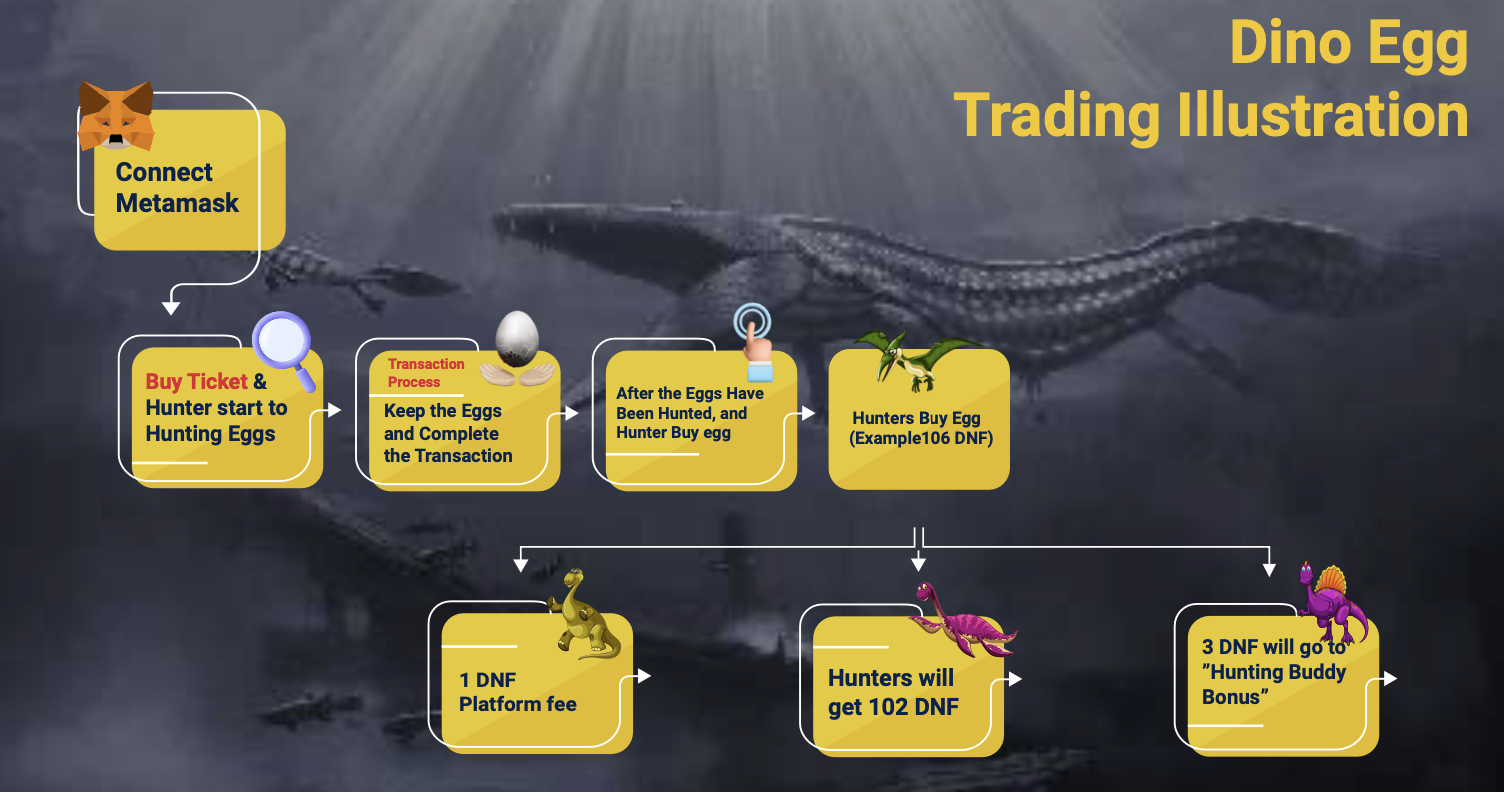 Dino Egg
Trading Illustration
Connect
Metamask
Buy Ticket &
Hunter start to
Hunting Eggs
Transaction
Process
Keep the Eggs
and Complete
the Transaction
After the Eggs Have
Been Hunted, and
Hunter Buy egg
Hunters Buy Egg
(Example106 DNF)
1 DNF
Platform fee
Hunters will
get 102 DNF
3 DNF will go to
”Hunting Buddy
Bonus”